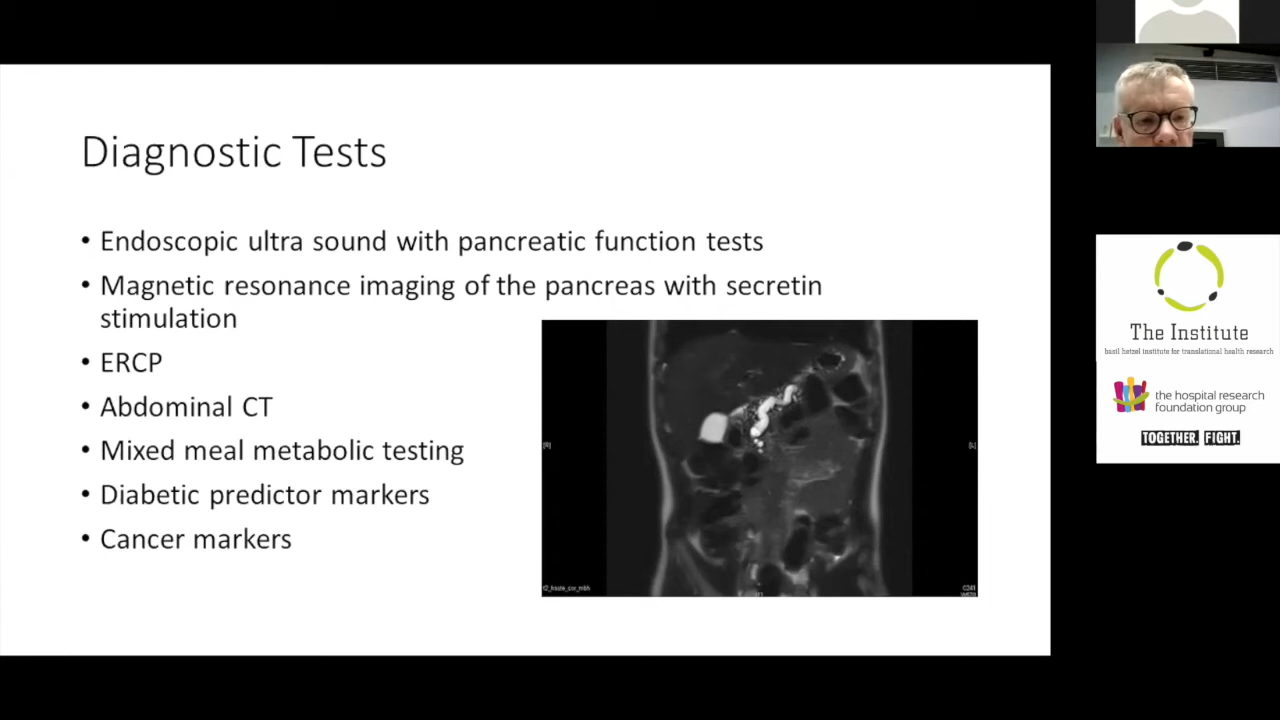 Diagnostic Tests
• Endoscopic ultra sound with pancreatic function tests
• Magnetic resonance imaging of the pancreas with secretin
stimulation
• ERCP
• Abdominal CT
• Mixed meal metabolic testing
• Diabetic predictor markers
• Cancer markers
[R]
[L]
t2_haste_cor_mbh
The Institute
basil hetzel institute for translational health research
the hospital research
foundation group
TOGETHER. FIGHT.